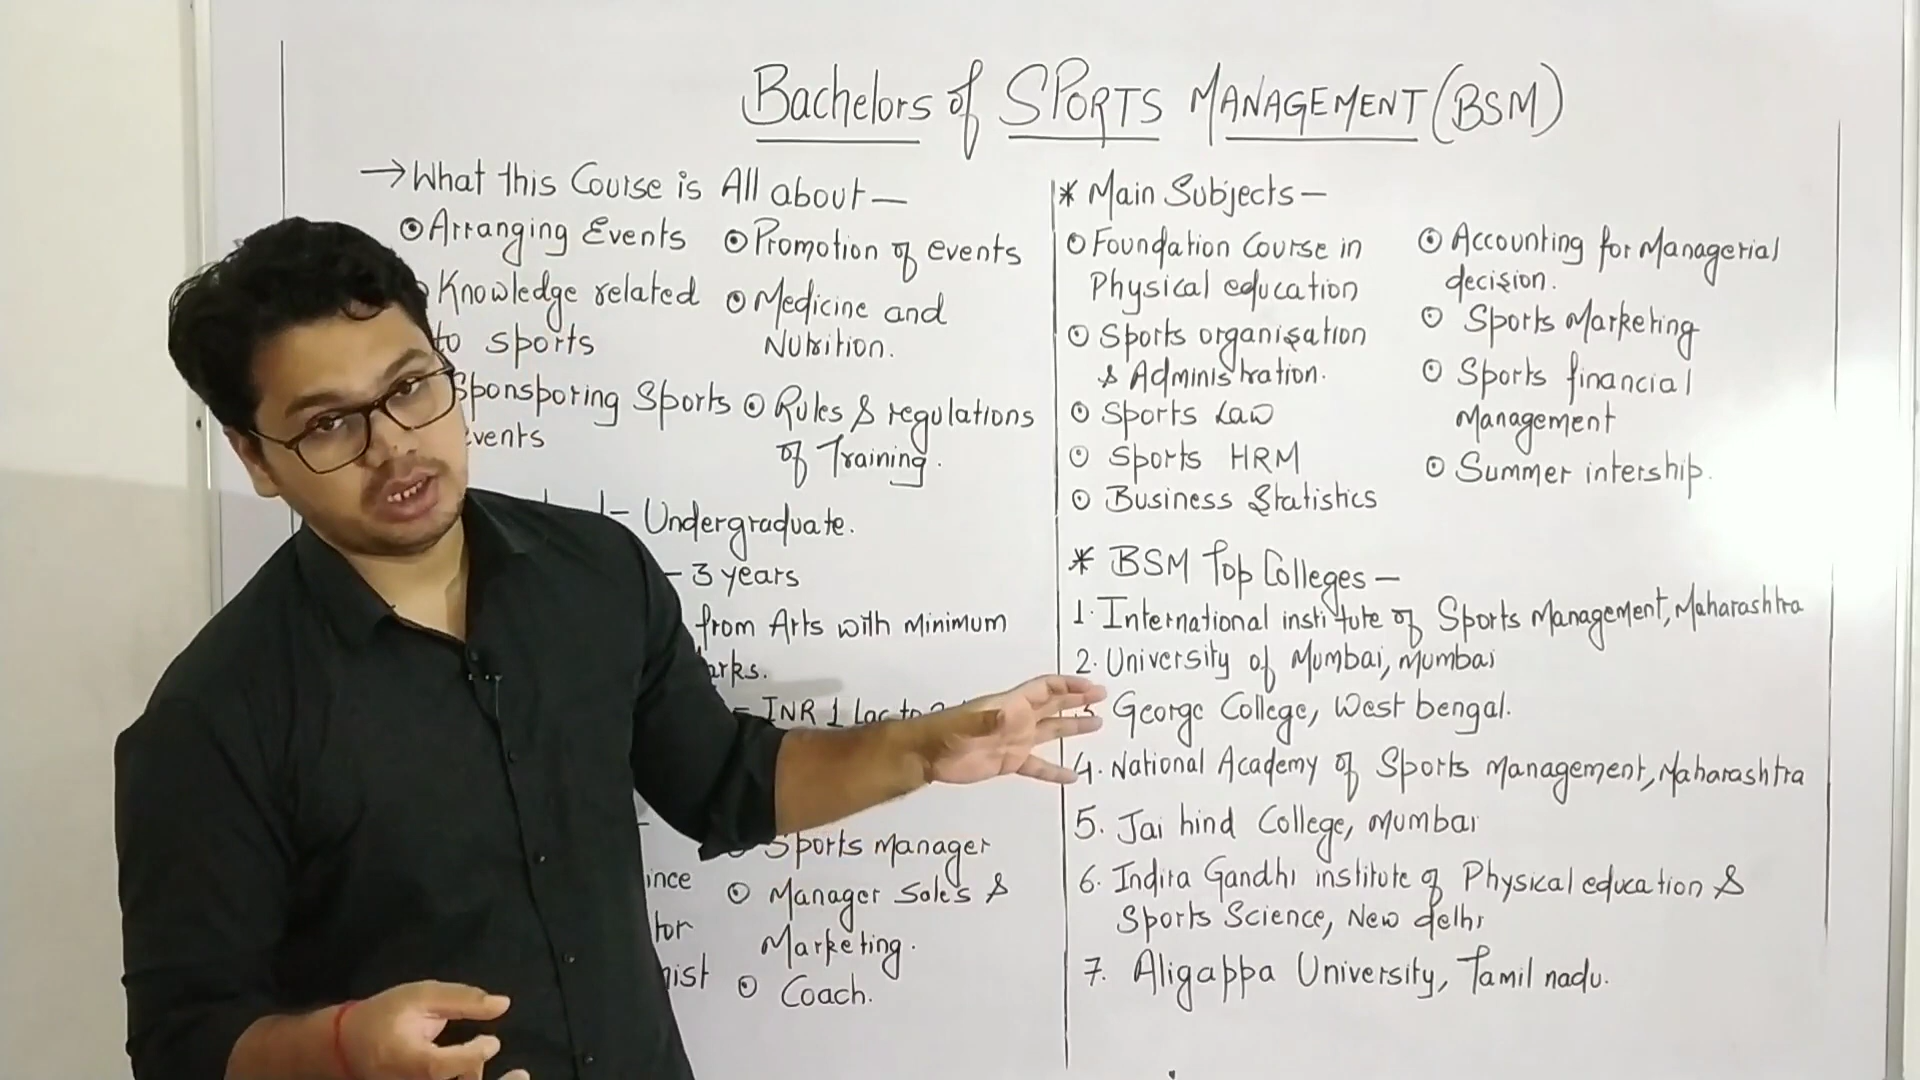 Bachelors of SPORTS MANAGEMENT (BSM)
→ What this Course is All about —
Arranging Events
Promotion of events
Knowledge related
to sports
Medicine and
Nutrition.
Sponsporing Sports
events
Rules & regulations
of Training.
Undergraduate.
- 3 years
from Arts with minimum
INR 1 Lac to
Sports Manager
Manager Sales &
Marketing.
Coach.
* Main Subjects —
Foundation Course in
Physical education
Sports organisation
& Administration.
Sports Law
Sports HRM
Business Statistics
Accounting for Managerial
decision.
Sports Marketing
Sports financial
Management
Summer intership.
* BSM Top Colleges —
1. International institute of Sports Management, Maharashtra
2. University of Mumbai, Mumbai
3. George College, West bengal.
4. National Academy of Sports Management, Maharashtra
5. Jai hind College, Mumbai
6. Indira Gandhi institute of Physical education &
Sports Science, New delhi
7. Aligappa University, Tamil nadu.